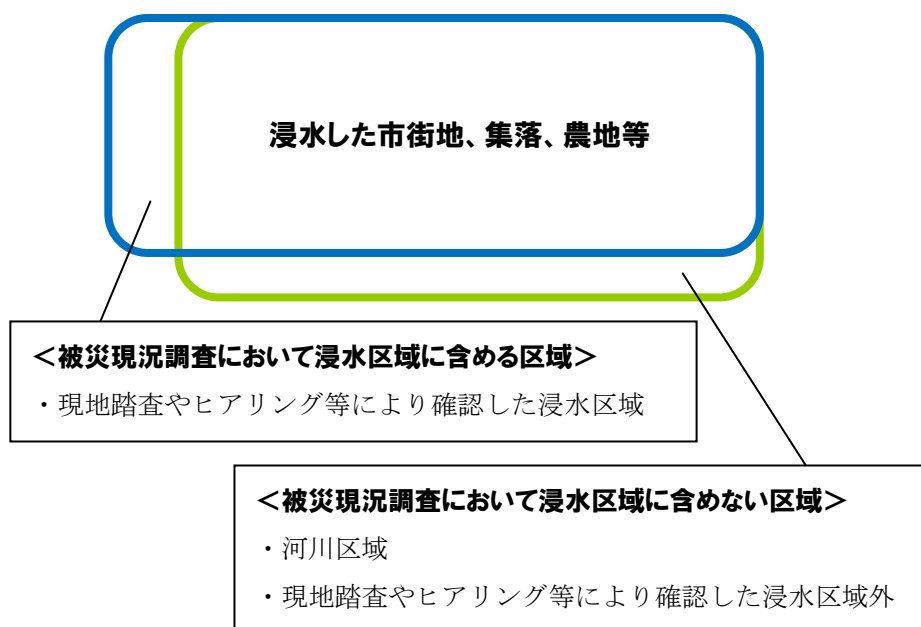 浸水した市街地、集落、農地等
＜被災現況調査において浸水区域に含める区域＞
・現地踏査やヒアリング等により確認した浸水区域
＜被災現況調査において浸水区域に含めない区域＞
・河川区域
・現地踏査やヒアリング等により確認した浸水区域外